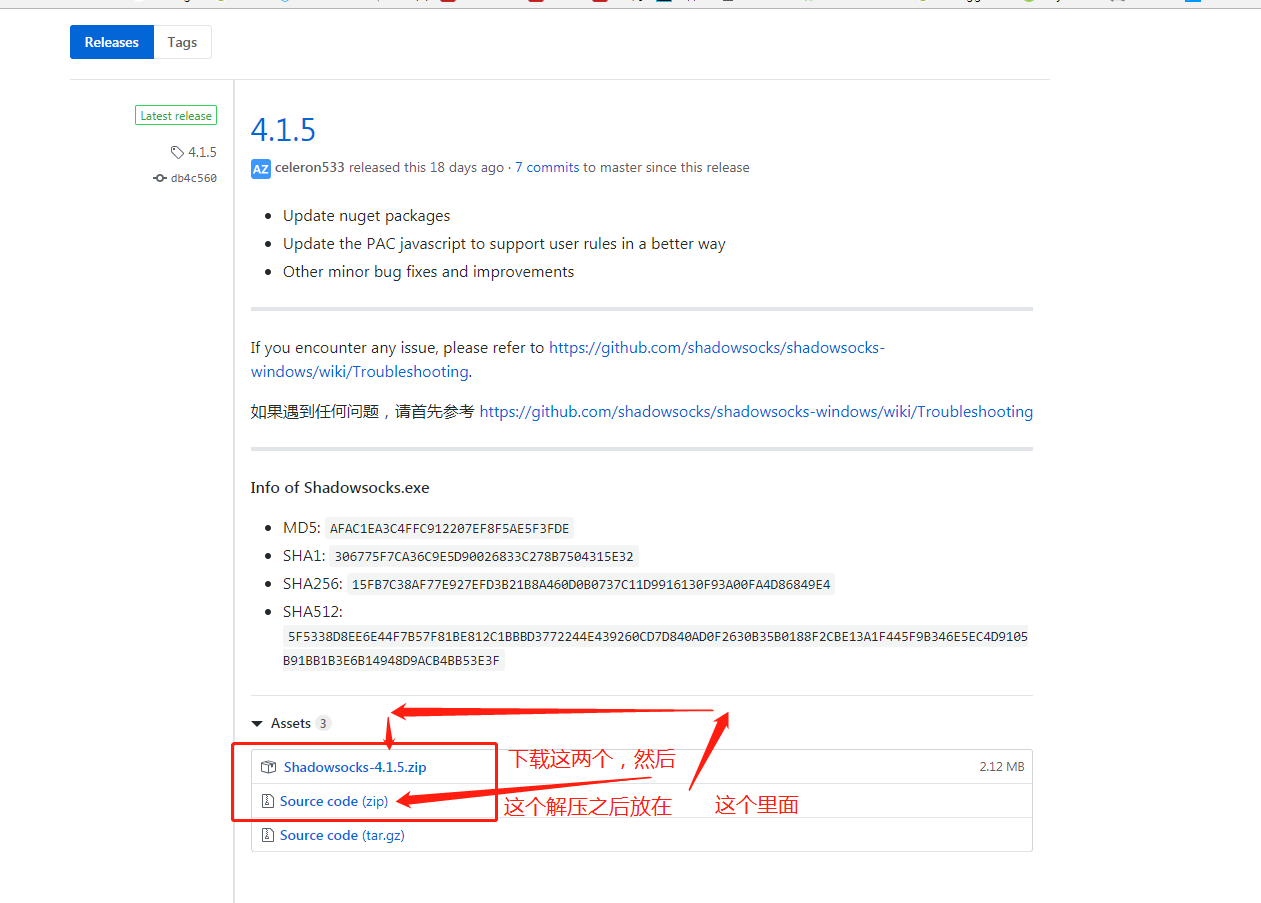 Releases
Tags
Latest release
4.1.5
db4c560
4.1.5
AZ celeron533 released this 18 days ago · 7 commits to master since this release
Update nuget packages
Update the PAC javascript to support user rules in a better way
Other minor bug fixes and improvements
If you encounter any issue, please refer to https://github.com/shadowsocks/shadowsocks-
windows/wiki/Troubleshooting.
如果遇到任何问题，请首先参考 https://github.com/shadowsocks/shadowsocks-windows/wiki/Troubleshooting
Info of Shadowsocks.exe
MD5: AFAC1EA3C4FFC912207EF8F5AE5F3FDE
SHA1: 306775F7CA36C9E5D90026833C278B7504315E32
SHA256: 15FB7C38AF77E927EFD3B21B8A460D0B0737C11D9916130F93A00FA4D86849E4
SHA512:
5F5338D8EE6E44F7B57F81BE812C1BBBD3772244E439260CD7D840AD0F2630B35B0188F2CBE13A1F445F9B346E5EC4D9105
B91BB1B3E6B14948D9ACB4BB53E3F
Assets 3
Shadowsocks-4.1.5.zip
下载这两个，然后
2.12 MB
Source code (zip)
这个解压之后放在
这个里面
Source code (tar.gz)